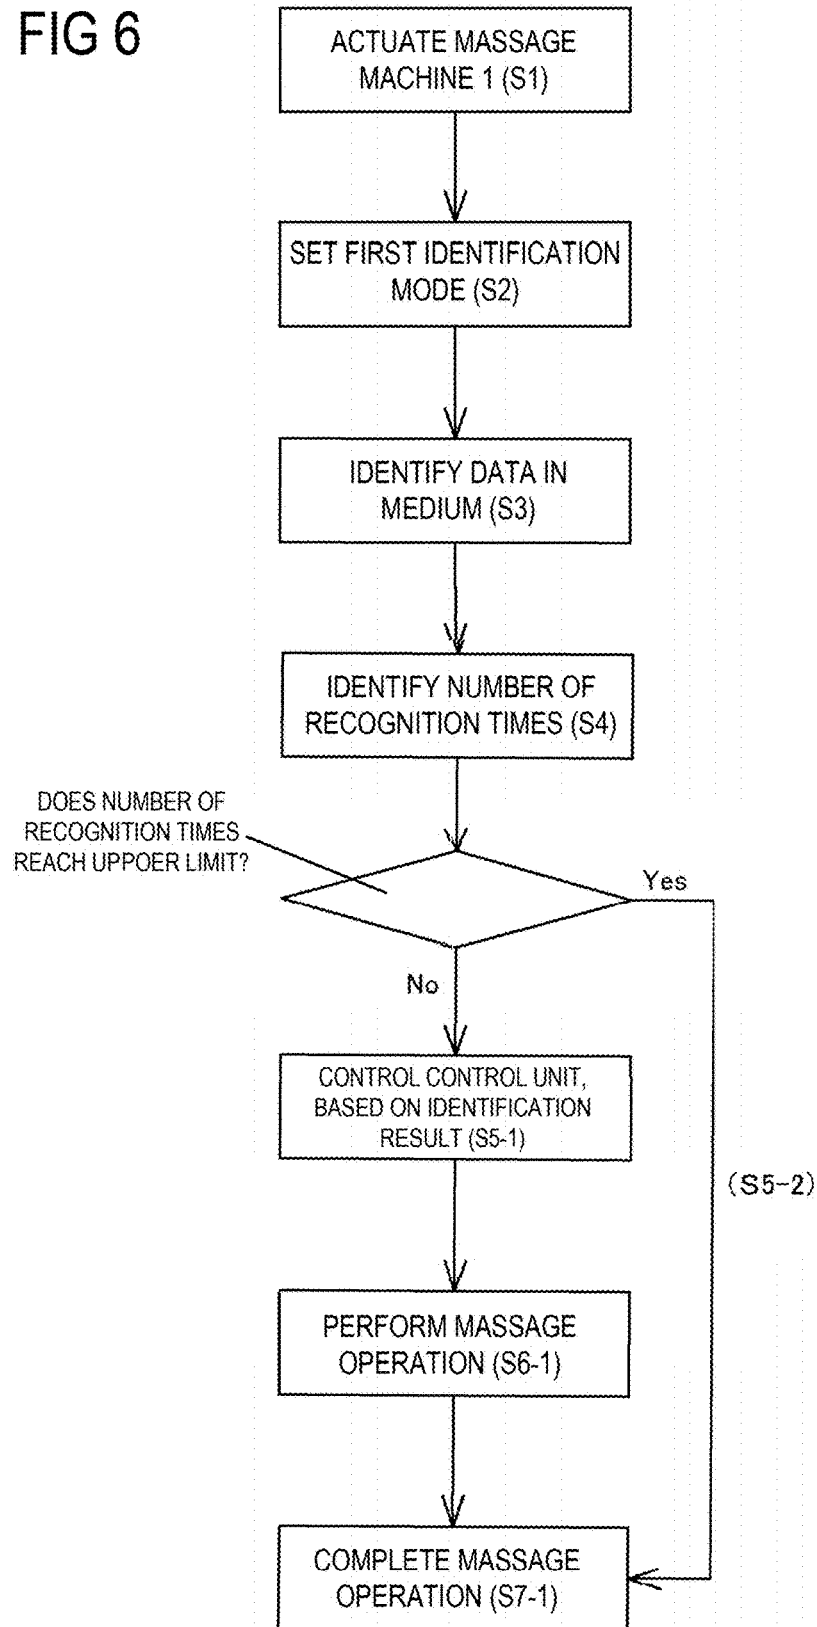 FIG 6
ACTUATE MASSAGE
MACHINE 1 (S1)
SET FIRST IDENTIFICATION
MODE (S2)
IDENTIFY DATA IN
MEDIUM (S3)
IDENTIFY NUMBER OF
RECOGNITION TIMES (S4)
DOES NUMBER OF
RECOGNITION TIMES
REACH UPPOER LIMIT?
Yes
No
CONTROL CONTROL UNIT,
BASED ON IDENTIFICATION
RESULT (S5-1)
(S5-2)
PERFORM MASSAGE
OPERATION (S6-1)
COMPLETE MASSAGE
OPERATION (S7-1)